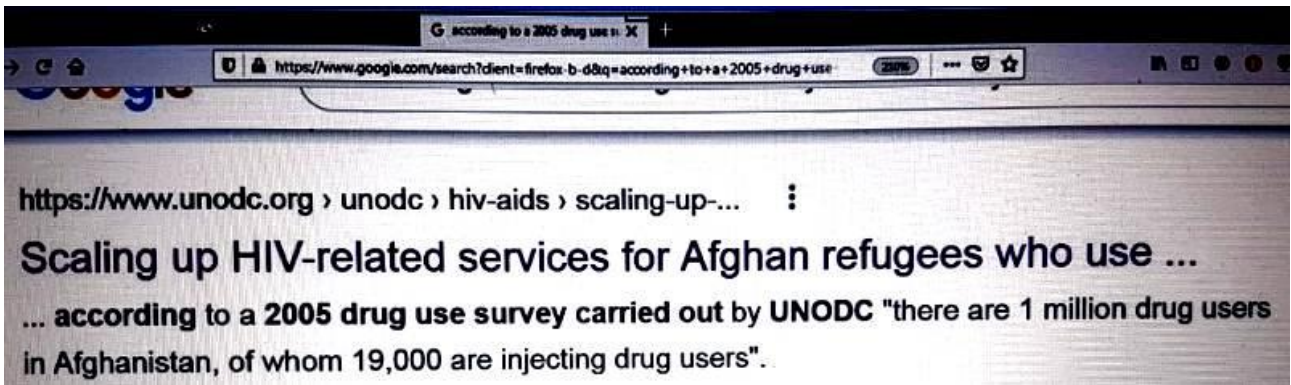 G according to a 2005 drug use su X +
https://www.google.com/search?client=firefox-b-d&q=according+to+a+2005+drug+use 230% ...
Google
https://www.unodc.org › unodc › hiv-aids › scaling-up-... ⋮
Scaling up HIV-related services for Afghan refugees who use ...
... according to a 2005 drug use survey carried out by UNODC "there are 1 million drug users
in Afghanistan, of whom 19,000 are injecting drug users".